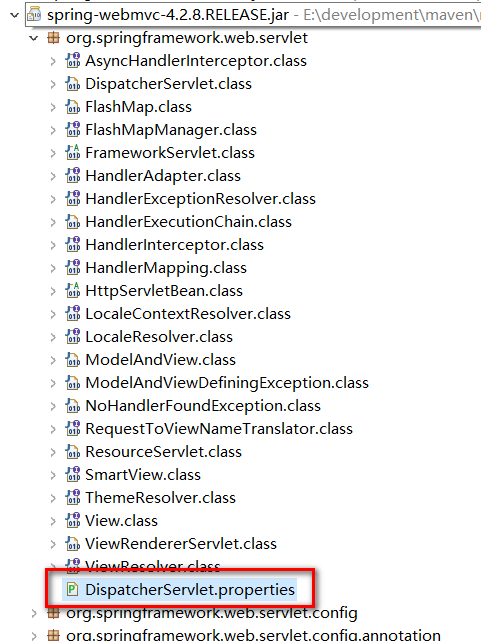 spring-webmvc-4.2.8.RELEASE.jar - E:\development\maven\
org.springframework.web.servlet
AsyncHandlerInterceptor.class
DispatcherServlet.class
FlashMap.class
FlashMapManager.class
FrameworkServlet.class
HandlerAdapter.class
HandlerExceptionResolver.class
HandlerExecutionChain.class
HandlerInterceptor.class
HandlerMapping.class
HttpServletBean.class
LocaleContextResolver.class
LocaleResolver.class
ModelAndView.class
ModelAndViewDefiningException.class
NoHandlerFoundException.class
RequestToViewNameTranslator.class
ResourceServlet.class
SmartView.class
ThemeResolver.class
View.class
ViewRendererServlet.class
ViewResolver.class
DispatcherServlet.properties
org.springframework.web.servlet.config
org.springframework.web.servlet.config.annotation